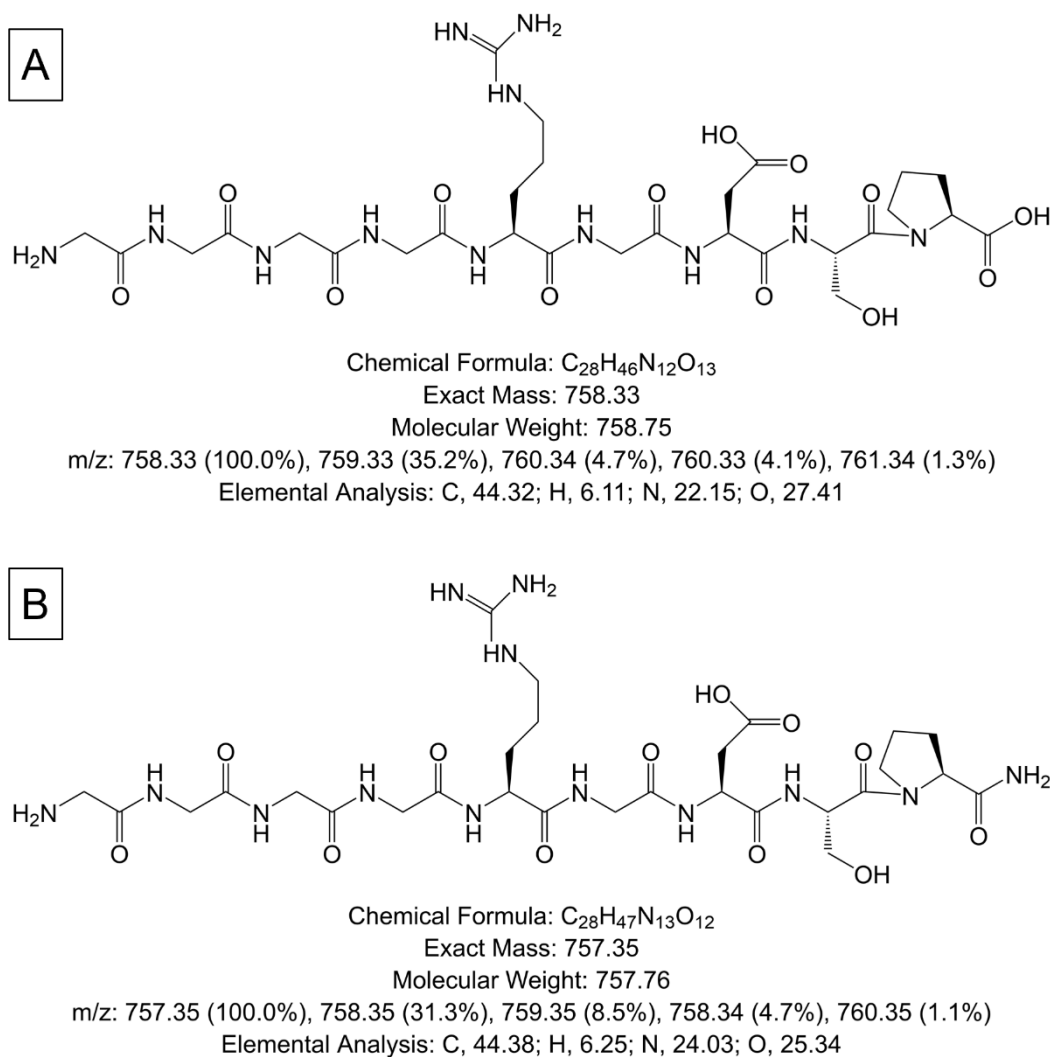 A
HN NH₂
HN
HO O
O H N O H N O H N O H N O OH
H₂N O N H O N H O N H O N O
OH
Chemical Formula: C₂₈H₄₆N₁₂O₁₃
Exact Mass: 758.33
Molecular Weight: 758.75
m/z: 758.33 (100.0%), 759.33 (35.2%), 760.34 (4.7%), 760.33 (4.1%), 761.34 (1.3%)
Elemental Analysis: C, 44.32; H, 6.11; N, 22.15; O, 27.41
B
HN NH₂
HN
HO O
O H N O H N O H N O H N O NH₂
H₂N O N H O N H O N H O N O
OH
Chemical Formula: C₂₈H₄₇N₁₃O₁₂
Exact Mass: 757.35
Molecular Weight: 757.76
m/z: 757.35 (100.0%), 758.35 (31.3%), 759.35 (8.5%), 758.34 (4.7%), 760.35 (1.1%)
Elemental Analysis: C, 44.38; H, 6.25; N, 24.03; O, 25.34